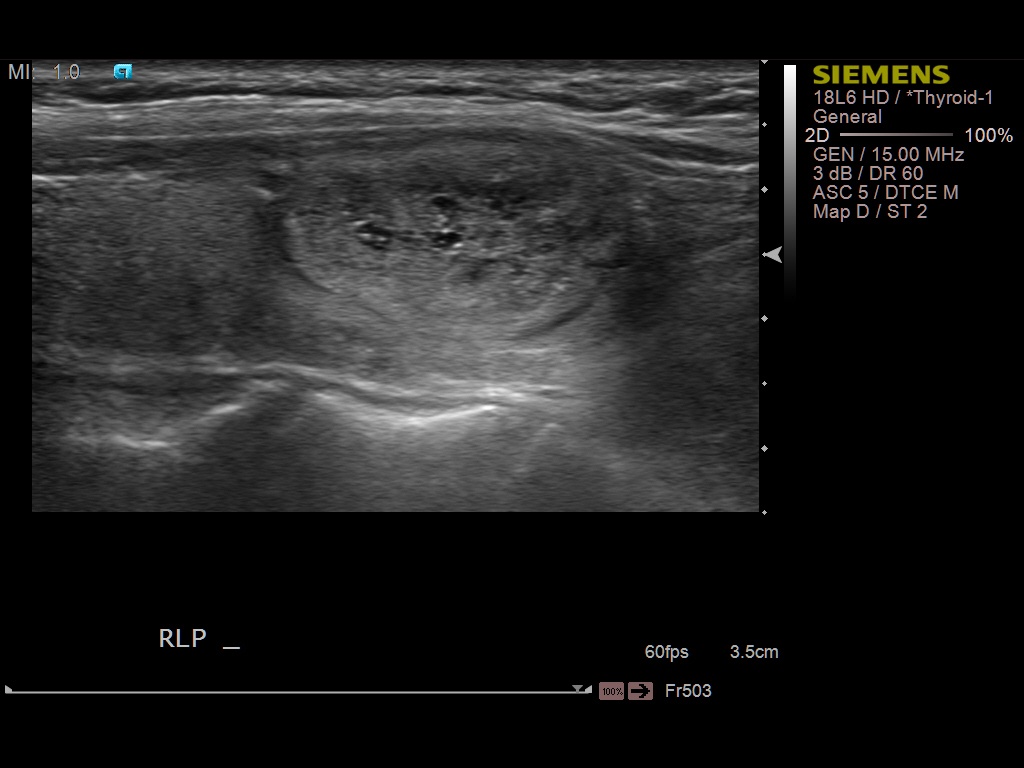 MI: 1.0
SIEMENS
18L6 HD / *Thyroid-1
General
2D 100%
GEN / 15.00 MHz
3 dB / DR 60
ASC 5 / DTCE M
Map D / ST 2
RLP _
60fps 3.5cm
100% Fr503